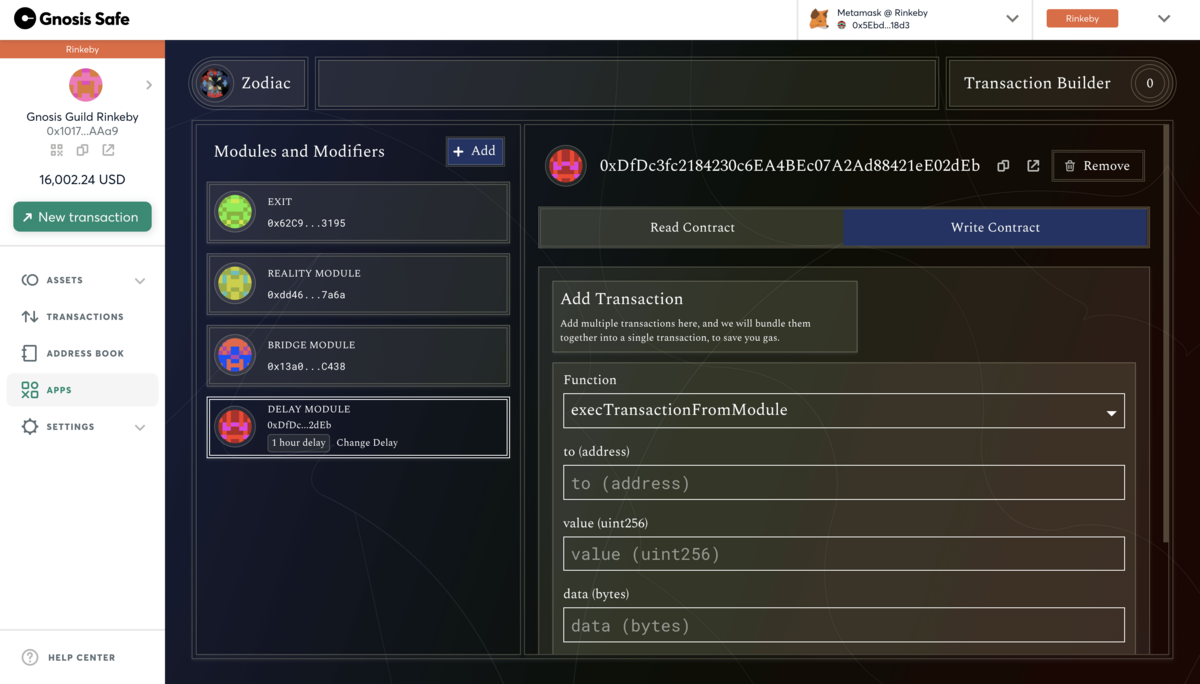 Gnosis Safe
Metamask @ Rinkeby
0x5Ebd...18d3
Rinkeby
Rinkeby
Gnosis Guild Rinkeby
0x1017...AAa9
16,002.24 USD
New transaction
ASSETS
TRANSACTIONS
ADDRESS BOOK
APPS
SETTINGS
HELP CENTER
Zodiac
Transaction Builder
0
Modules and Modifiers
+ Add
EXIT
0x62C9...3195
REALITY MODULE
0xdd46...7a6a
BRIDGE MODULE
0x13a0...C438
DELAY MODULE
0xDfDc...2dEb
1 hour delay Change Delay
0xDfDc3fc2184230c6EA4BEc07A2Ad88421eE02dEb
Remove
Read Contract
Write Contract
Add Transaction
Add multiple transactions here, and we will bundle them
together into a single transaction, to save you gas.
Function
execTransactionFromModule
to (address)
to (address)
value (uint256)
value (uint256)
data (bytes)
data (bytes)